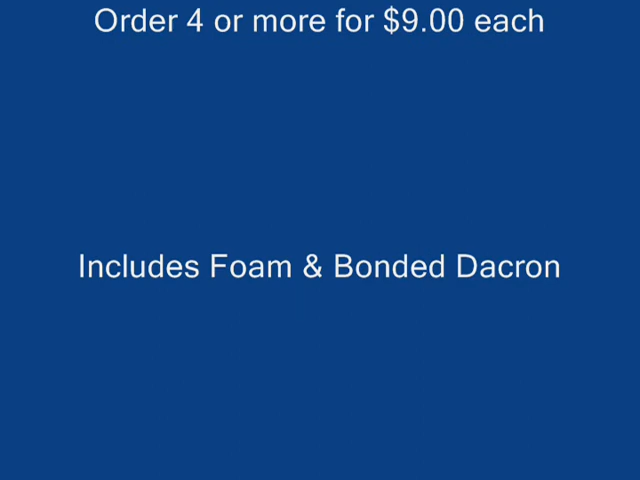 Order 4 or more for $9.00 each
Includes Foam & Bonded Dacron